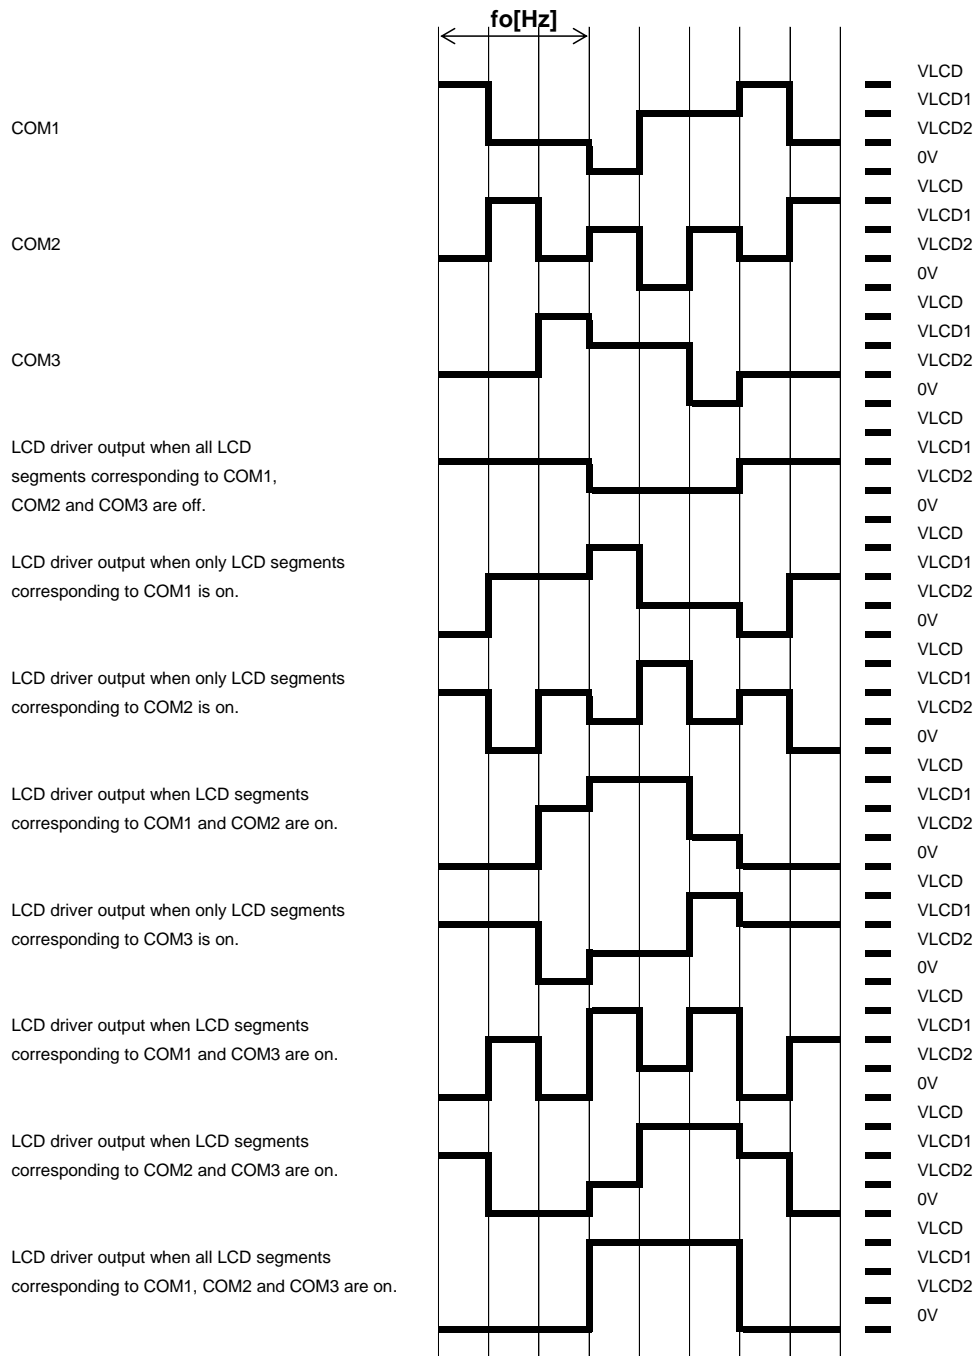 fo[Hz]
VLCD
VLCD1
COM1
VLCD2
0V
VLCD
VLCD1
COM2
VLCD2
0V
VLCD
VLCD1
COM3
VLCD2
0V
VLCD
LCD driver output when all LCD
VLCD1
segments corresponding to COM1,
VLCD2
COM2 and COM3 are off.
0V
VLCD
LCD driver output when only LCD segments
VLCD1
corresponding to COM1 is on.
VLCD2
0V
VLCD
LCD driver output when only LCD segments
VLCD1
corresponding to COM2 is on.
VLCD2
0V
VLCD
LCD driver output when LCD segments
VLCD1
corresponding to COM1 and COM2 are on.
VLCD2
0V
VLCD
LCD driver output when only LCD segments
VLCD1
corresponding to COM3 is on.
VLCD2
0V
VLCD
LCD driver output when LCD segments
VLCD1
corresponding to COM1 and COM3 are on.
VLCD2
0V
VLCD
LCD driver output when LCD segments
VLCD1
corresponding to COM2 and COM3 are on.
VLCD2
0V
VLCD
LCD driver output when all LCD segments
VLCD1
corresponding to COM1, COM2 and COM3 are on.
VLCD2
0V